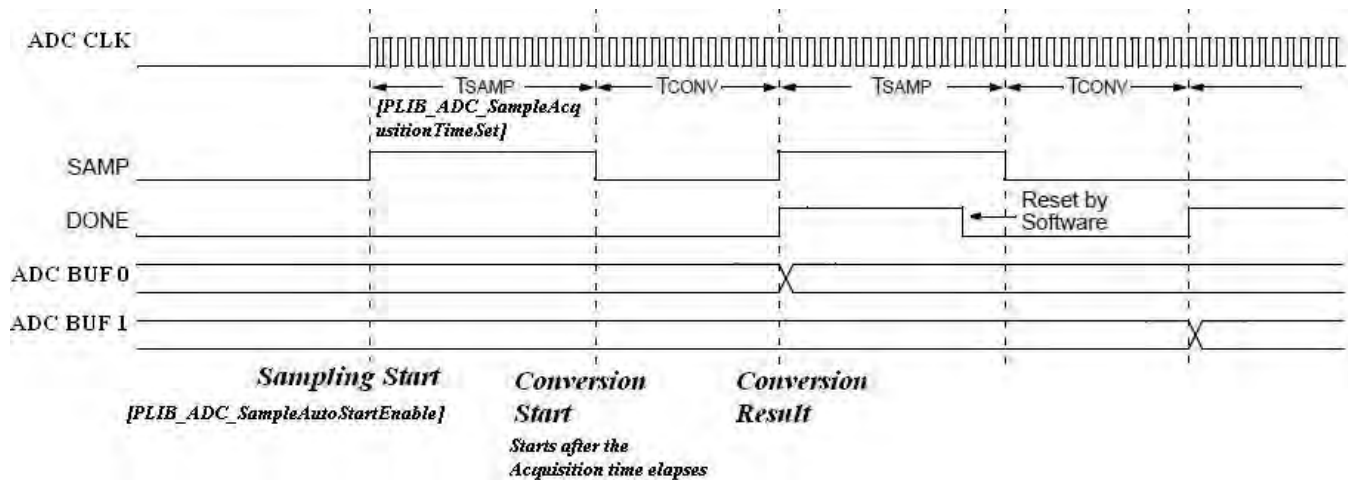 ADC CLK
TSAMP TCONV TSAMP TCONV
[PLIB_ADC_SampleAcq
usitionTimeSet]
SAMP
DONE
Reset by
Software
ADC BUF 0
ADC BUF 1
Sampling Start
[PLIB_ADC_SampleAutoStartEnable]
Conversion
Start
Starts after the
Acquisition time elapses
Conversion
Result